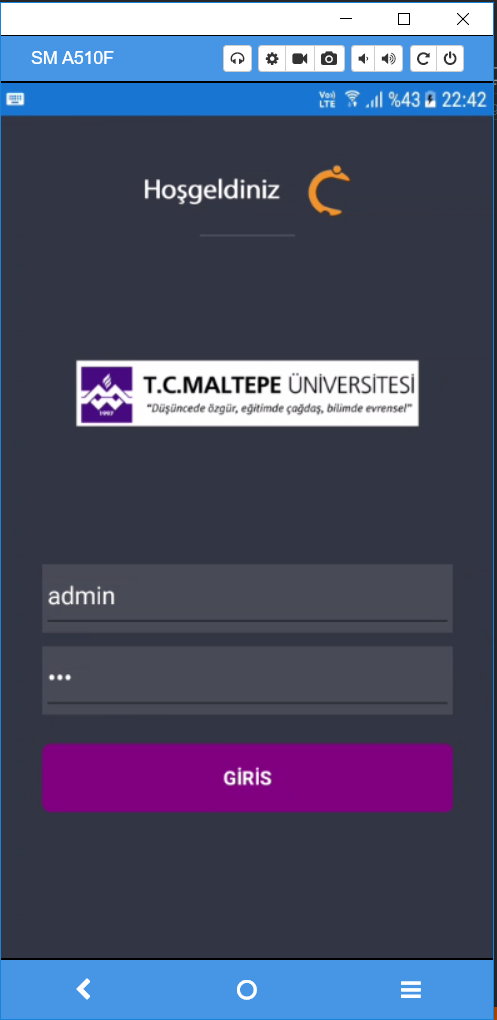 SM A510F
Vo))
LTE
%43
22:42
Hoşgeldiniz
T.C.MALTEPE ÜNİVERSİTESİ
"Düşüncede özgür, eğitimde çağdaş, bilimde evrensel"
1997
admin
•••
GİRİS